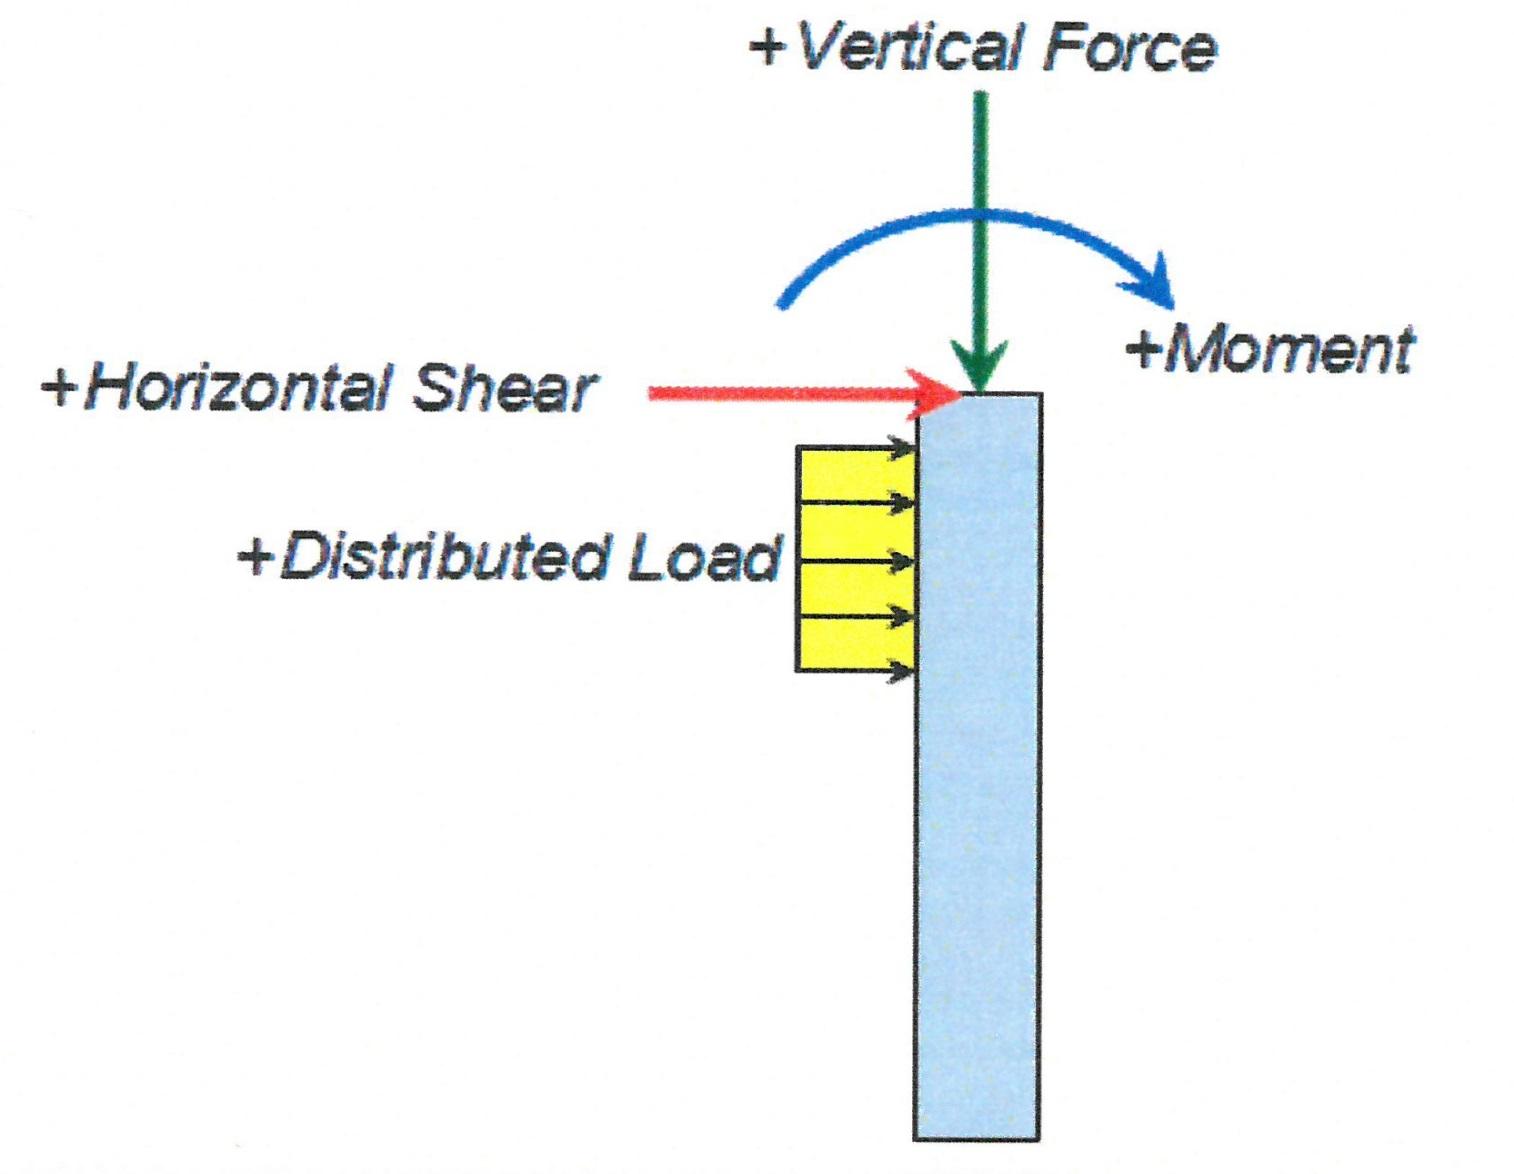 +Vertical Force
+Moment
+Horizontal Shear
+Distributed Load